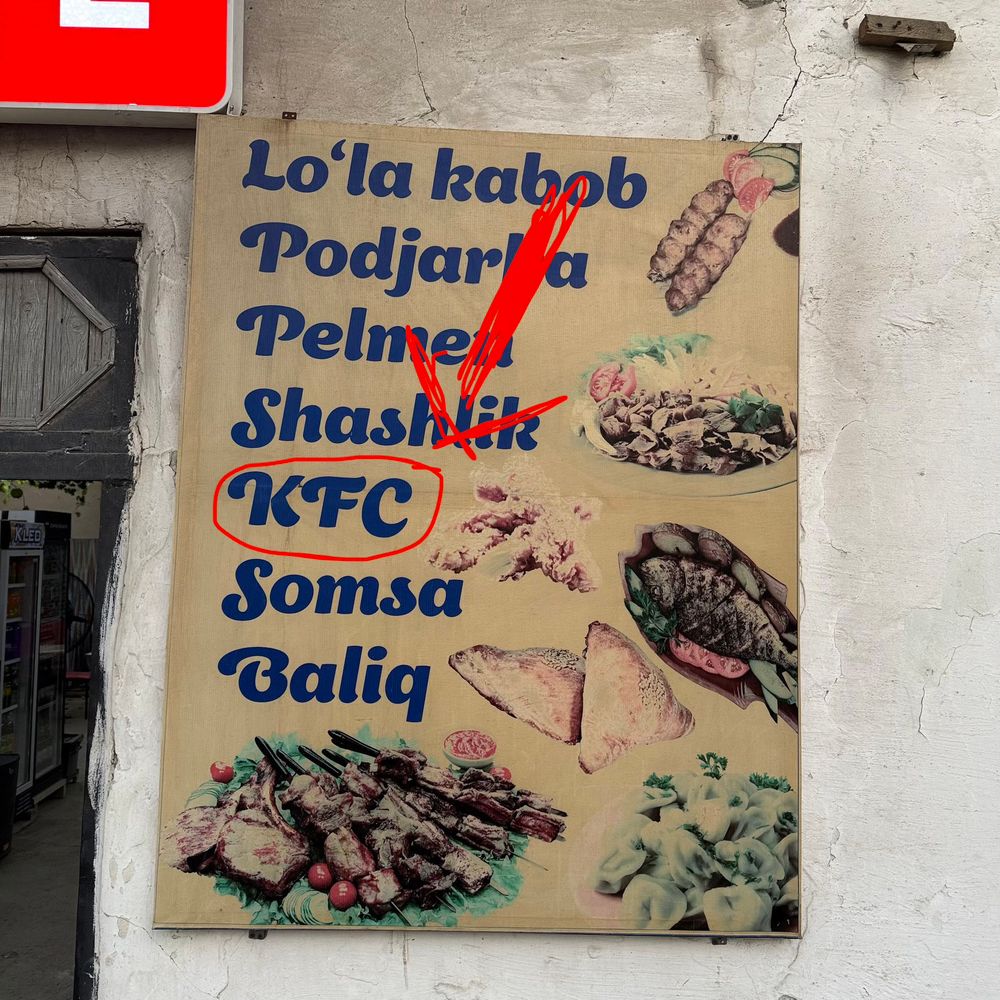 Lo‘la kabob
Podjarka
Pelmen
Shashlik
KFC
Somsa
Baliq